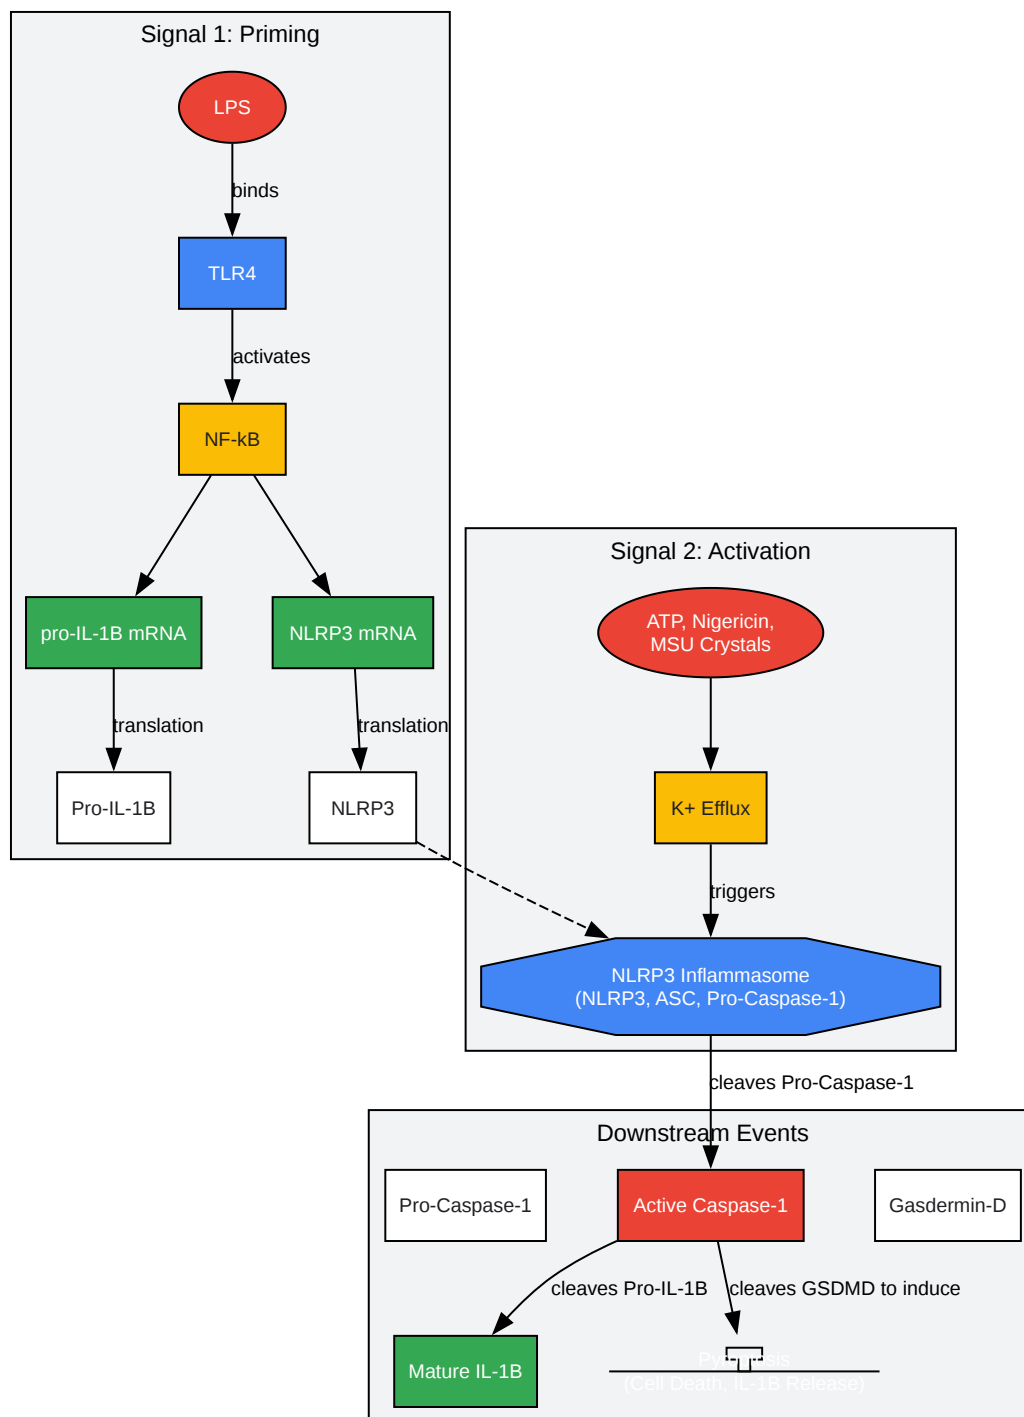 Signal 1: Priming
LPS
binds
TLR4
activates
NF-kB
pro-IL-1B mRNA
NLRP3 mRNA
translation
translation
Pro-IL-1B
NLRP3
Signal 2: Activation
ATP, Nigericin,
MSU Crystals
K+ Efflux
triggers
NLRP3 Inflammasome
(NLRP3, ASC, Pro-Caspase-1)
cleaves Pro-Caspase-1
Downstream Events
Pro-Caspase-1
Active Caspase-1
Gasdermin-D
cleaves Pro-IL-1B
cleaves GSDMD to induce
Mature IL-1B
Pyroptosis
(Cell Death, IL-1B Release)